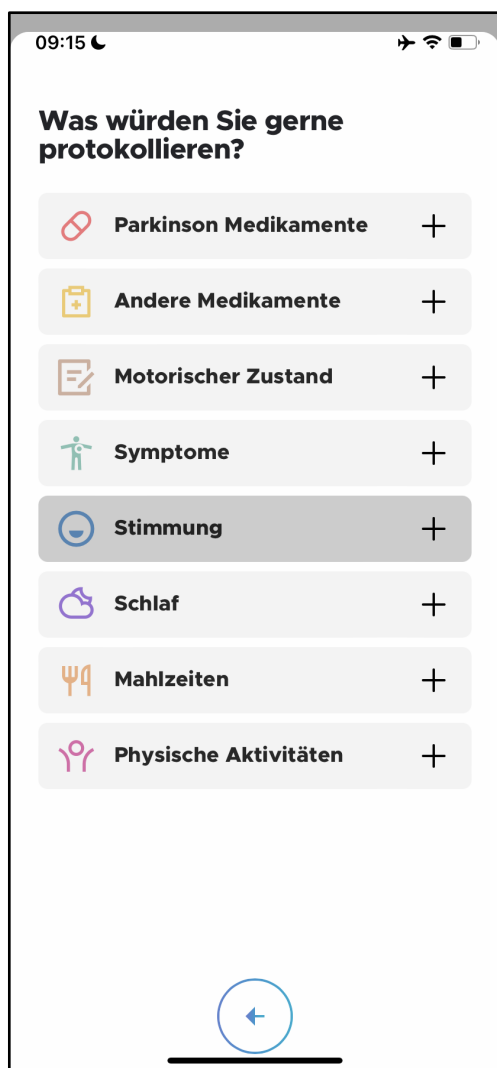 09:15
Was würden Sie gerne
protokollieren?
Parkinson Medikamente
Andere Medikamente
Motorischer Zustand
Symptome
Stimmung
Schlaf
Mahlzeiten
Physische Aktivitäten